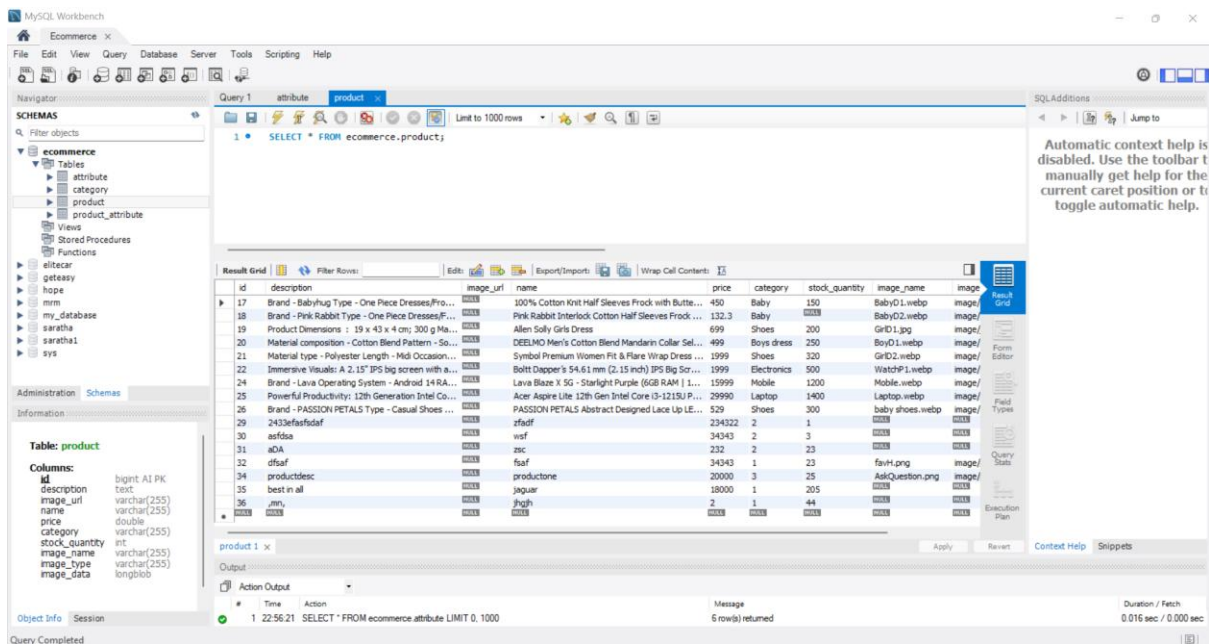 MySQL Workbench
Ecommerce
File Edit View Query Database Server Tools Scripting Help
Navigator
SCHEMAS
Filter objects
ecommerce
Tables
attribute
category
product
product_attribute
Views
Stored Procedures
Functions
elitecar
geteasy
hope
mrm
my_database
saratha
saratha1
sys
Administration Schemas
Information
Table: product
Columns:
id bigint AI PK
description text
image_url varchar(255)
name varchar(255)
price double
category varchar(255)
stock_quantity int
image_name varchar(255)
image_type varchar(255)
image_data longblob
Object Info Session
Query Completed
Query 1 attribute product
Limit to 1000 rows
1 SELECT * FROM ecommerce.product;
Result Grid Filter Rows: Edit: Export/Import: Wrap Cell Content:
id description image_url name price category stock_quantity image_name image
17 Brand - Babyhug Type - One Piece Dresses/Fro... NULL 100% Cotton Knit Half Sleeves Frock with Butte... 450 Baby 150 BabyD1.webp image/
18 Brand - Pink Rabbit Type - One Piece Dresses/F... NULL Pink Rabbit Interlock Cotton Half Sleeves Frock ... 132.3 Baby NULL BabyD2.webp image/
19 Product Dimensions : 19 x 43 x 4 cm; 300 g Ma... NULL Allen Solly Girls Dress 699 Shoes 200 GirlD1.jpg image/
20 Material composition - Cotton Blend Pattern - So... NULL DEELMO Men's Cotton Blend Mandarin Collar Sel... 499 Boys dress 250 BoyD1.webp image/
21 Material type - Polyester Length - Midi Occasion... NULL Symbol Premium Women Fit & Flare Wrap Dress ... 1999 Shoes 320 GirlD2.webp image/
22 Immersive Visuals: A 2.15" IPS big screen with a... NULL Boltt Dapper's 54.61 mm (2.15 inch) IPS Big Scr... 1999 Electronics 500 WatchP1.webp image/
24 Brand - Lava Operating System - Android 14 RA... NULL Lava Blaze X 5G - Starlight Purple (6GB RAM | 1... 15999 Mobile 1200 Mobile.webp image/
25 Powerful Productivity: 12th Generation Intel Co... NULL Acer Aspire Lite 12th Gen Intel Core i3-1215U P... 29990 Laptop 1400 Laptop.webp image/
26 Brand - PASSION PETALS Type - Casual Shoes ... NULL PASSION PETALS Abstract Designed Lace Up LE... 529 Shoes 300 baby shoes.webp image/
29 2433efasfsdaf NULL zfadf 234322 2 1 NULL NULL
30 asfdsa NULL wsf 34343 2 3 NULL NULL
31 aDA NULL zsc 232 2 23 NULL NULL
32 dfsaf NULL fsaf 34343 1 23 favH.png image/
34 productdesc NULL productone 20000 3 25 AskQuestion.png image/
35 best in all NULL jaguar 18000 1 205 NULL NULL
36 ,mn, NULL jhgjh 2 1 44 NULL NULL
NULL NULL NULL NULL NULL NULL NULL NULL NULL
Result Grid
Form Editor
Field Types
Query Stats
Execution Plan
product 1 Apply Revert
Output
Action Output
# Time Action Message Duration / Fetch
1 22:56:21 SELECT * FROM ecommerce.attribute LIMIT 0, 1000 6 row(s) returned 0.016 sec / 0.000 sec
SQLAdditions
Jump to
Automatic context help is
disabled. Use the toolbar t
manually get help for the
current caret position or to
toggle automatic help.
Context Help Snippets